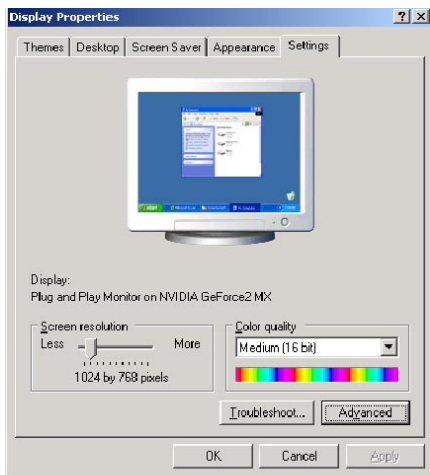 Display Properties
Themes Desktop Screen Saver Appearance Settings
Display:
Plug and Play Monitor on NVIDIA GeForce2 MX
Screen resolution
Less More
1024 by 768 pixels
Color quality
Medium (16 bit)
Troubleshoot... Advanced
OK Cancel Apply